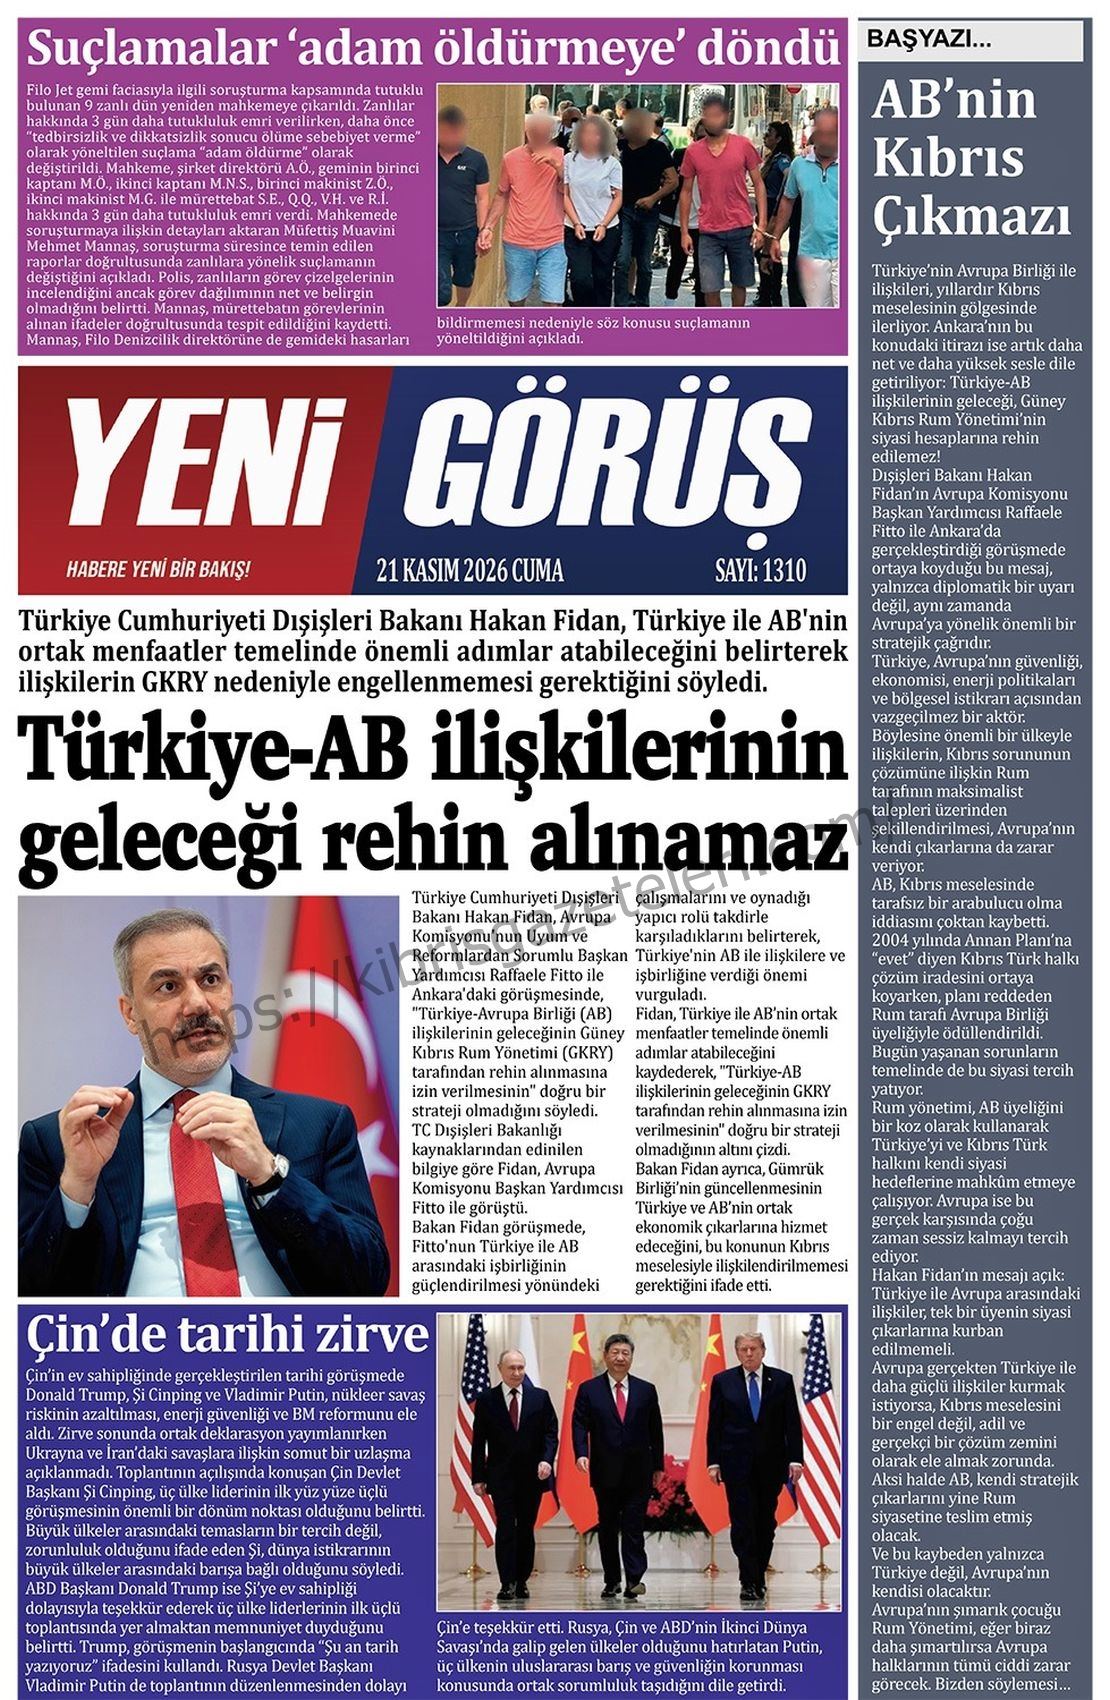 Suçlamalar ‘adam öldürmeye’ döndü
Filo Jet gemi faciasıyla ilgili soruşturma kapsamında tutuklu
bulunan 9 zanlı dün yeniden mahkemeye çıkarıldı. Zanlılar
hakkında 3 gün daha tutukluluk emri verilirken, daha önce
“tedbirsizlik ve dikkatsizlik sonucu ölüme sebebiyet verme”
olarak yöneltilen suçlama “adam öldürme” olarak
değiştirildi. Mahkeme, şirket direktörü A.Ö., geminin birinci
kaptanı M.Ö., ikinci kaptanı M.N.S., birinci makinist Z.Ö.,
ikinci makinist M.G. ile mürettebat S.E., Q.Q., V.H. ve R.İ.
hakkında 3 gün daha tutukluluk emri verdi. Mahkemede
soruşturmaya ilişkin detayları aktaran Müfettiş Muavini
Mehmet Mannaş, soruşturma süresince temin edilen
raporlar doğrultusunda zanlılara yönelik suçlamanın
değiştiğini açıkladı. Polis, zanlıların görev çizelgelerinin
incelendiğini ancak görev dağılımının net ve belirgin
olmadığını belirtti. Mannaş, mürettebatın görevlerinin
alınan ifadeler doğrultusunda tespit edildiğini kaydetti.
Mannaş, Filo Denizcilik direktörüne de gemideki hasarları
bildirmemesi nedeniyle söz konusu suçlamanın
yöneltildiğini açıkladı.
YENİ GÖRÜŞ
HABERE YENİ BİR BAKIŞ!
21 KASIM 2026 CUMA
SAYI: 1310
Türkiye Cumhuriyeti Dışişleri Bakanı Hakan Fidan, Türkiye ile AB'nin
ortak menfaatler temelinde önemli adımlar atabileceğini belirterek
ilişkilerin GKRY nedeniyle engellenmemesi gerektiğini söyledi.
Türkiye-AB ilişkilerinin
geleceği rehin alınamaz
Türkiye Cumhuriyeti Dışişleri
Bakanı Hakan Fidan, Avrupa
Komisyonu'nun Uyum ve
Reformlardan Sorumlu Başkan
Yardımcısı Raffaele Fitto ile
Ankara'daki görüşmesinde,
"Türkiye-Avrupa Birliği (AB)
ilişkilerinin geleceğinin Güney
Kıbrıs Rum Yönetimi (GKRY)
tarafından rehin alınmasına
izin verilmesinin" doğru bir
strateji olmadığını söyledi.
TC Dışişleri Bakanlığı
kaynaklarından edinilen
bilgiye göre Fidan, Avrupa
Komisyonu Başkan Yardımcısı
Fitto ile görüştü.
Bakan Fidan görüşmede,
Fitto'nun Türkiye ile AB
arasındaki işbirliğinin
güçlendirilmesi yönündeki
çalışmalarını ve oynadığı
yapıcı rolü takdirle
karşıladıklarını belirterek,
Türkiye'nin AB ile ilişkilere ve
işbirliğine verdiği önemi
vurguladı.
Fidan, Türkiye ile AB’nin ortak
menfaatler temelinde önemli
adımlar atabileceğini
kaydederek, "Türkiye-AB
ilişkilerinin geleceğinin GKRY
tarafından rehin alınmasına izin
verilmesinin" doğru bir strateji
olmadığının altını çizdi.
Bakan Fidan ayrıca, Gümrük
Birliği’nin güncellenmesinin
Türkiye ve AB’nin ortak
ekonomik çıkarlarına hizmet
edeceğini, bu konunun Kıbrıs
meselesiyle ilişkilendirilmemesi
gerektiğini ifade etti.
https://kibrisgazeteleri.com/
Çin’de tarihi zirve
Çin’in ev sahipliğinde gerçekleştirilen tarihi görüşmede
Donald Trump, Şi Cinping ve Vladimir Putin, nükleer savaş
riskinin azaltılması, enerji güvenliği ve BM reformunu ele
aldı. Zirve sonunda ortak deklarasyon yayımlanırken
Ukrayna ve İran’daki savaşlara ilişkin somut bir uzlaşma
açıklanmadı. Toplantının açılışında konuşan Çin Devlet
Başkanı Şi Cinping, üç ülke liderinin ilk yüz yüze üçlü
görüşmesinin önemli bir dönüm noktası olduğunu belirtti.
Büyük ülkeler arasındaki temasların bir tercih değil,
zorunluluk olduğunu ifade eden Şi, dünya istikrarının
büyük ülkeler arasındaki barışa bağlı olduğunu söyledi.
ABD Başkanı Donald Trump ise Şi’ye ev sahipliği
dolayısıyla teşekkür ederek üç ülke liderlerinin ilk üçlü
toplantısında yer almaktan memnuniyet duyduğunu
belirtti. Trump, görüşmenin başlangıcında “Şu an tarih
yazıyoruz” ifadesini kullandı. Rusya Devlet Başkanı
Vladimir Putin de toplantının düzenlenmesinden dolayı
Çin’e teşekkür etti. Rusya, Çin ve ABD’nin İkinci Dünya
Savaşı’nda galip gelen ülkeler olduğunu hatırlatan Putin,
üç ülkenin uluslararası barış ve güvenliğin korunması
konusunda ortak sorumluluk taşıdığını dile getirdi.
BAŞYAZI...
AB’nin
Kıbrıs
Çıkmazı
Türkiye’nin Avrupa Birliği ile
ilişkileri, yıllardır Kıbrıs
meselesinin gölgesinde
ilerliyor. Ankara’nın bu
konudaki itirazı ise artık daha
net ve daha yüksek sesle dile
getiriliyor: Türkiye-AB
ilişkilerinin geleceği, Güney
Kıbrıs Rum Yönetimi’nin
siyasi hesaplarına rehin
edilemez!
Dışişleri Bakanı Hakan
Fidan’ın Avrupa Komisyonu
Başkan Yardımcısı Raffaele
Fitto ile Ankara’da
gerçekleştirdiği görüşmede
ortaya koyduğu bu mesaj,
yalnızca diplomatik bir uyarı
değil, aynı zamanda
Avrupa’ya yönelik önemli bir
stratejik çağrıdır.
Türkiye, Avrupa’nın güvenliği,
ekonomisi, enerji politikaları
ve bölgesel istikrarı açısından
vazgeçilmez bir aktör.
Böylesine önemli bir ülkeyle
ilişkilerin, Kıbrıs sorununun
çözümüne ilişkin Rum
tarafının maksimalist
talepleri üzerinden
şekillendirilmesi, Avrupa’nın
kendi çıkarlarına da zarar
veriyor.
AB, Kıbrıs meselesinde
tarafsız bir arabulucu olma
iddiasını çoktan kaybetti.
2004 yılında Annan Planı’na
“evet” diyen Kıbrıs Türk halkı
çözüm iradesini ortaya
koyarken, planı reddeden
Rum tarafı Avrupa Birliği
üyeliğiyle ödüllendirildi.
Bugün yaşanan sorunların
temelinde de bu siyasi tercih
yatıyor.
Rum yönetimi, AB üyeliğini
bir koz olarak kullanarak
Türkiye’yi ve Kıbrıs Türk
halkını kendi siyasi
hedeflerine mahkûm etmeye
çalışıyor. Avrupa ise bu
gerçek karşısında çoğu
zaman sessiz kalmayı tercih
ediyor.
Hakan Fidan’ın mesajı açık:
Türkiye ile Avrupa arasındaki
ilişkiler, tek bir üyenin siyasi
çıkarlarına kurban
edilmemeli.
Avrupa gerçekten Türkiye ile
daha güçlü ilişkiler kurmak
istiyorsa, Kıbrıs meselesini
bir engel değil, adil ve
gerçekçi bir çözüm zemini
olarak ele almak zorunda.
Aksi halde AB, kendi stratejik
çıkarlarını yine Rum
siyasetine teslim etmiş
olacak.
Ve bu kaybeden yalnızca
Türkiye değil, Avrupa’nın
kendisi olacaktır.
Avrupa’nın şımarık çocuğu
Rum Yönetimi, eğer biraz
daha şımartılırsa Avrupa
halklarının tümü ciddi zarar
görecek. Bizden söylemesi...